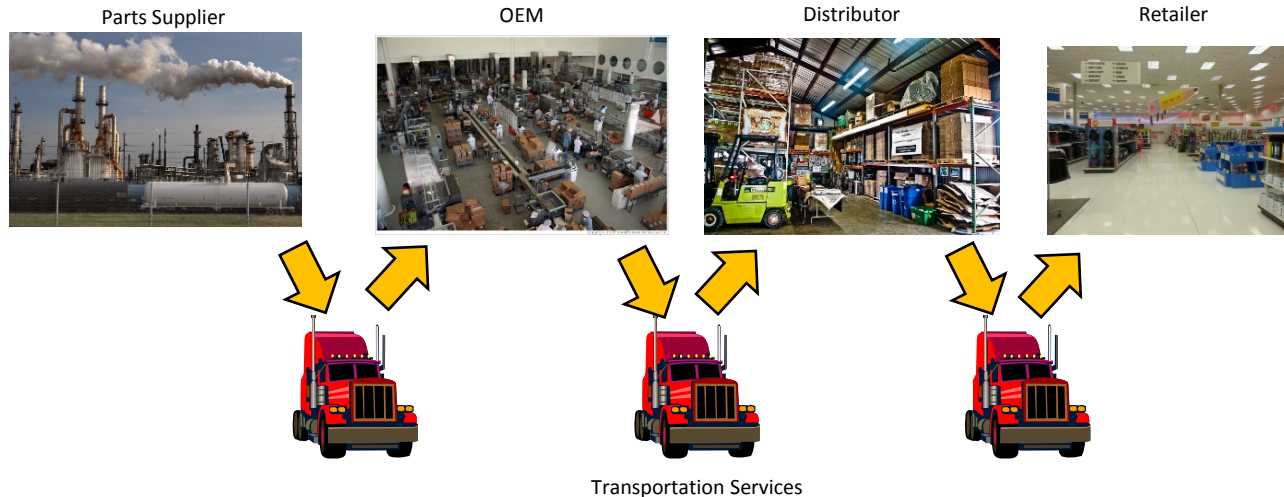 Parts Supplier
OEM
Distributor
Retailer
Transportation Services